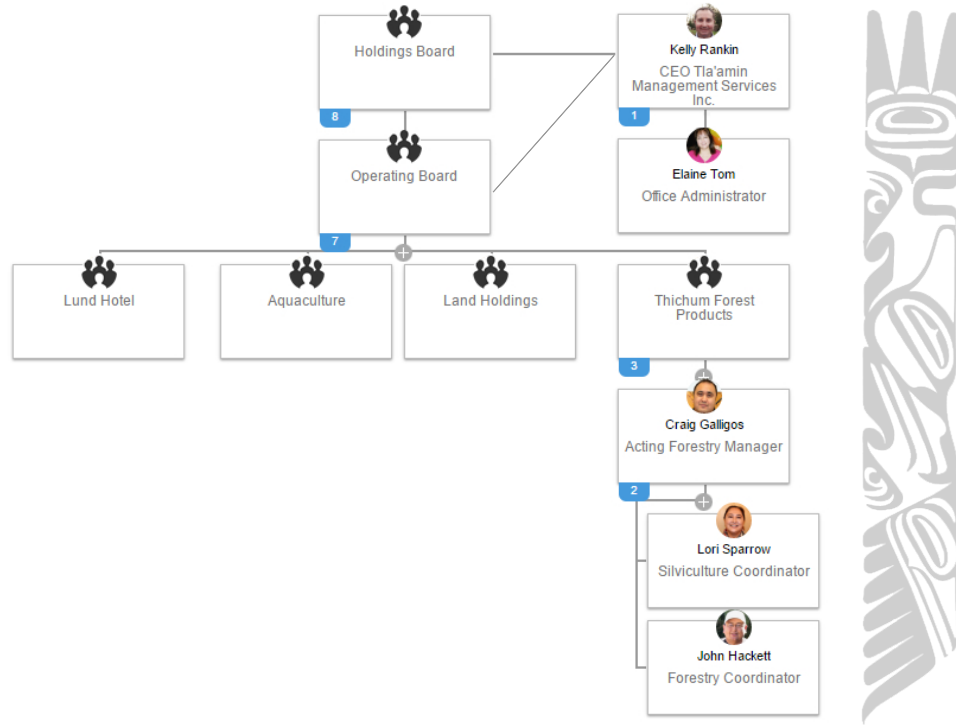 Holdings Board
8
Kelly Rankin
CEO Tla'amin
Management Services
Inc.
1
Operating Board
7
Elaine Tom
Office Administrator
Lund Hotel
Aquaculture
Land Holdings
Thichum Forest
Products
3
Craig Galligos
Acting Forestry Manager
2
Lori Sparrow
Silviculture Coordinator
John Hackett
Forestry Coordinator